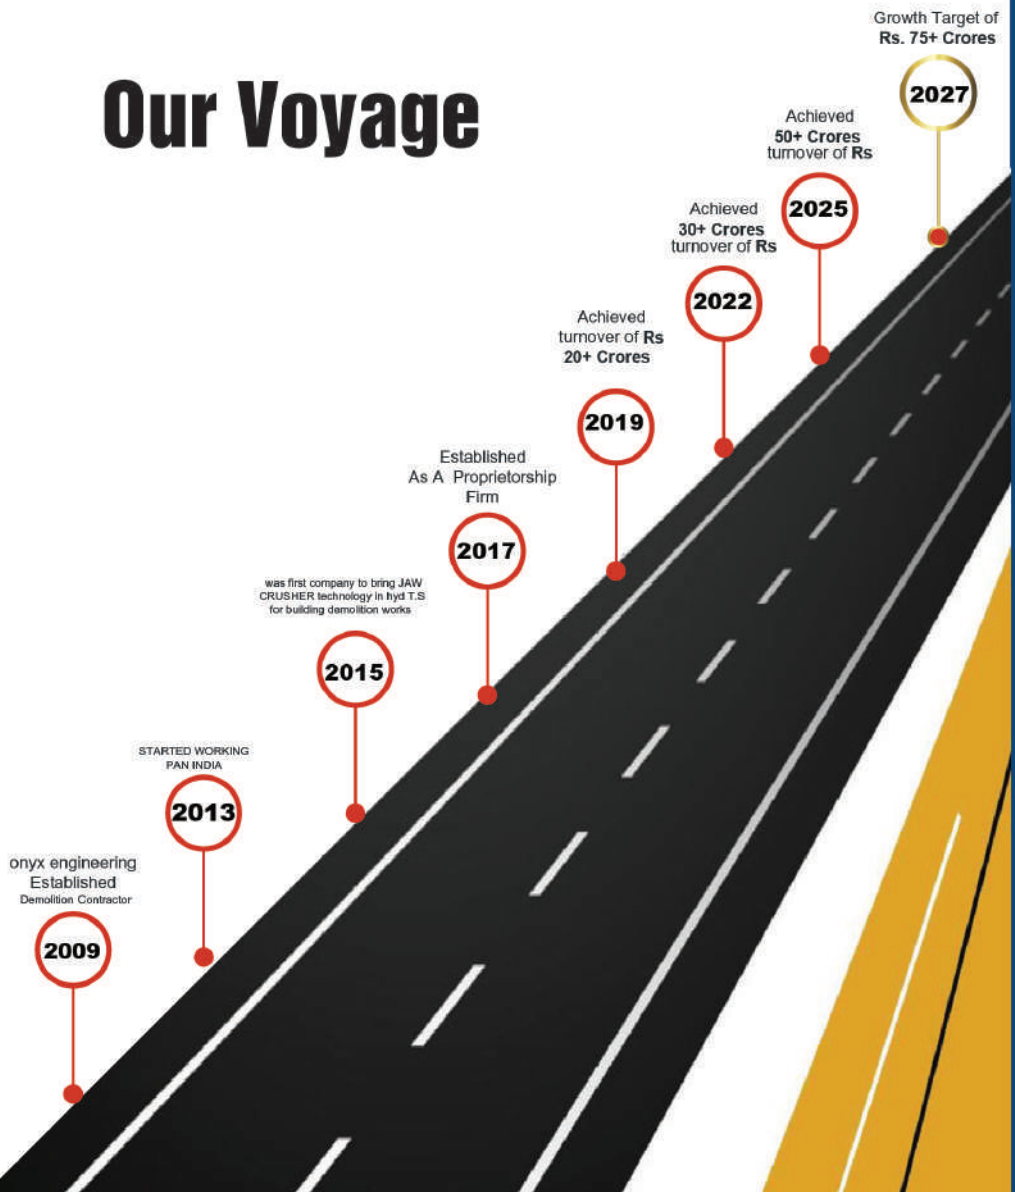 Our Voyage
onyx engineering
Established
Demolition Contractor
2009
STARTED WORKING
PAN INDIA
2013
was first company to bring JAW
CRUSHER technology in hyd T.S
for building demolition works
2015
Established
As A Proprietorship
Firm
2017
Achieved
turnover of Rs
20+ Crores
2019
Achieved
30+ Crores
turnover of Rs
2022
Achieved
50+ Crores
turnover of Rs
2025
Growth Target of
Rs. 75+ Crores
2027